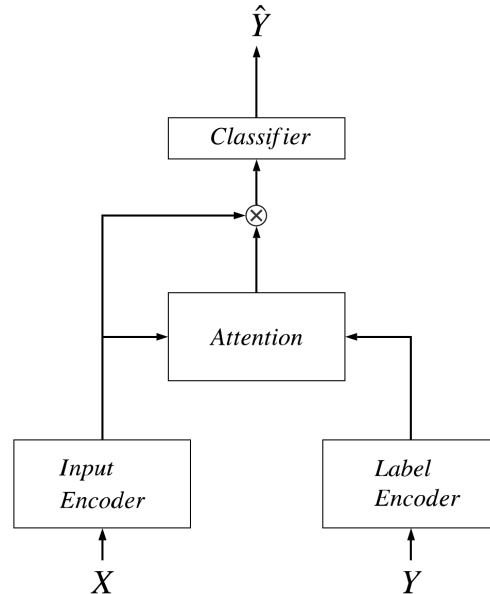 Ŷ
Classifier
⊗
Attention
Input
Encoder
Label
Encoder
X
Y